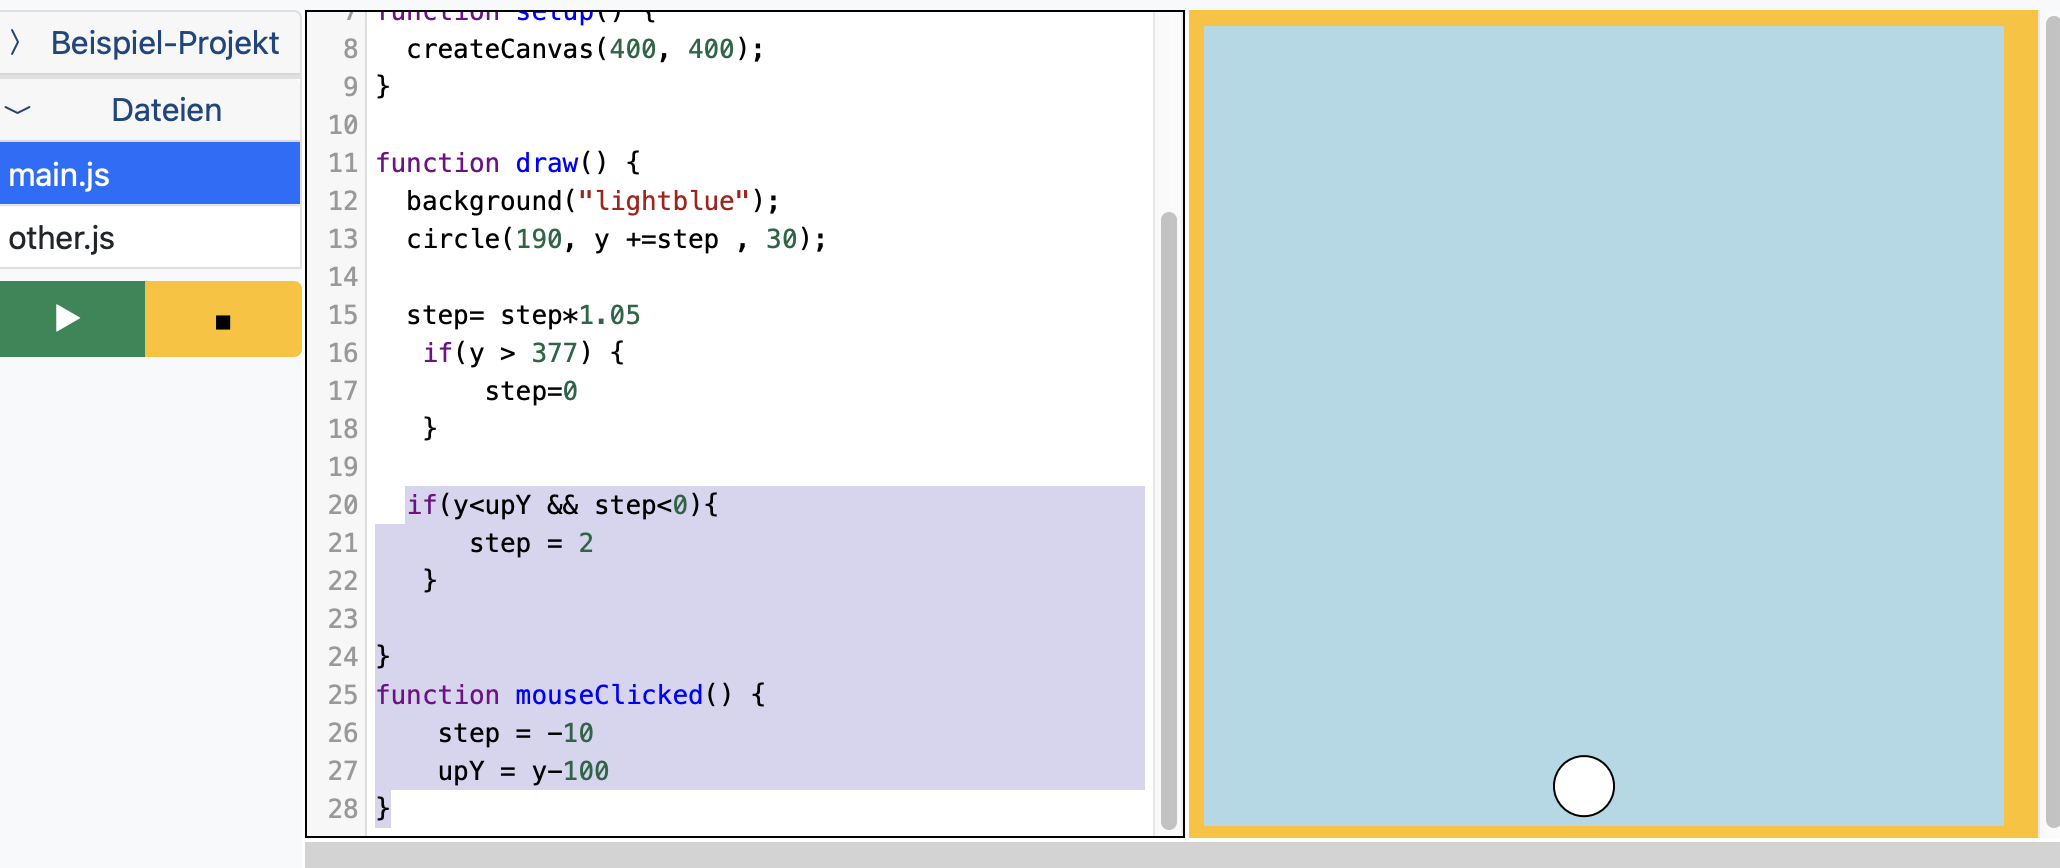 〉 Beispiel-Projekt
﹀ Dateien
main.js
other.js
7 function setup() {
8 createCanvas(400, 400);
9 }
10
11 function draw() {
12 background("lightblue");
13 circle(190, y +=step , 30);
14
15 step= step*1.05
16 if(y > 377) {
17 step=0
18 }
19
20 if(y<upY && step<0){
21 step = 2
22 }
23
24 }
25 function mouseClicked() {
26 step = -10
27 upY = y-100
28 }